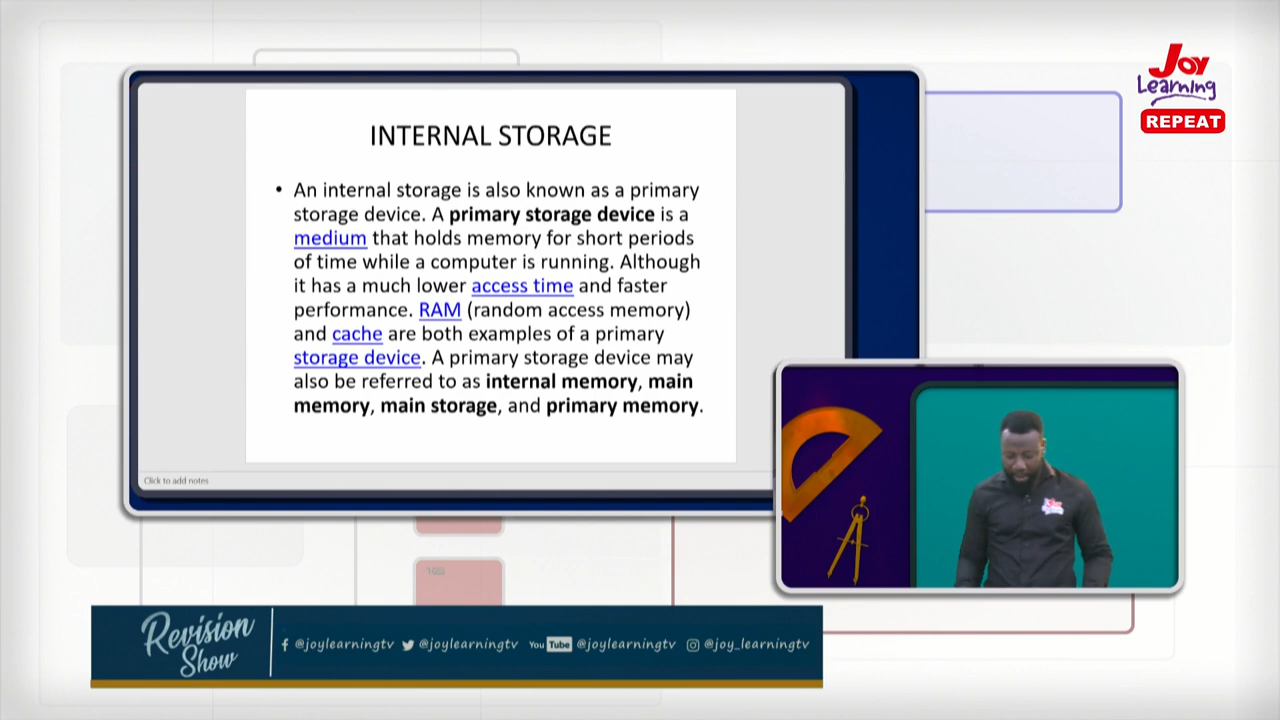 Joy
Learning
REPEAT
INTERNAL STORAGE
• An internal storage is also known as a primary
storage device. A primary storage device is a
medium that holds memory for short periods
of time while a computer is running. Although
it has a much lower access time and faster
performance. RAM (random access memory)
and cache are both examples of a primary
storage device. A primary storage device may
also be referred to as internal memory, main
memory, main storage, and primary memory.
Click to add notes
Revision
Show
@joylearningtv @joylearningtv You Tube @joylearningtv @joy_learningtv